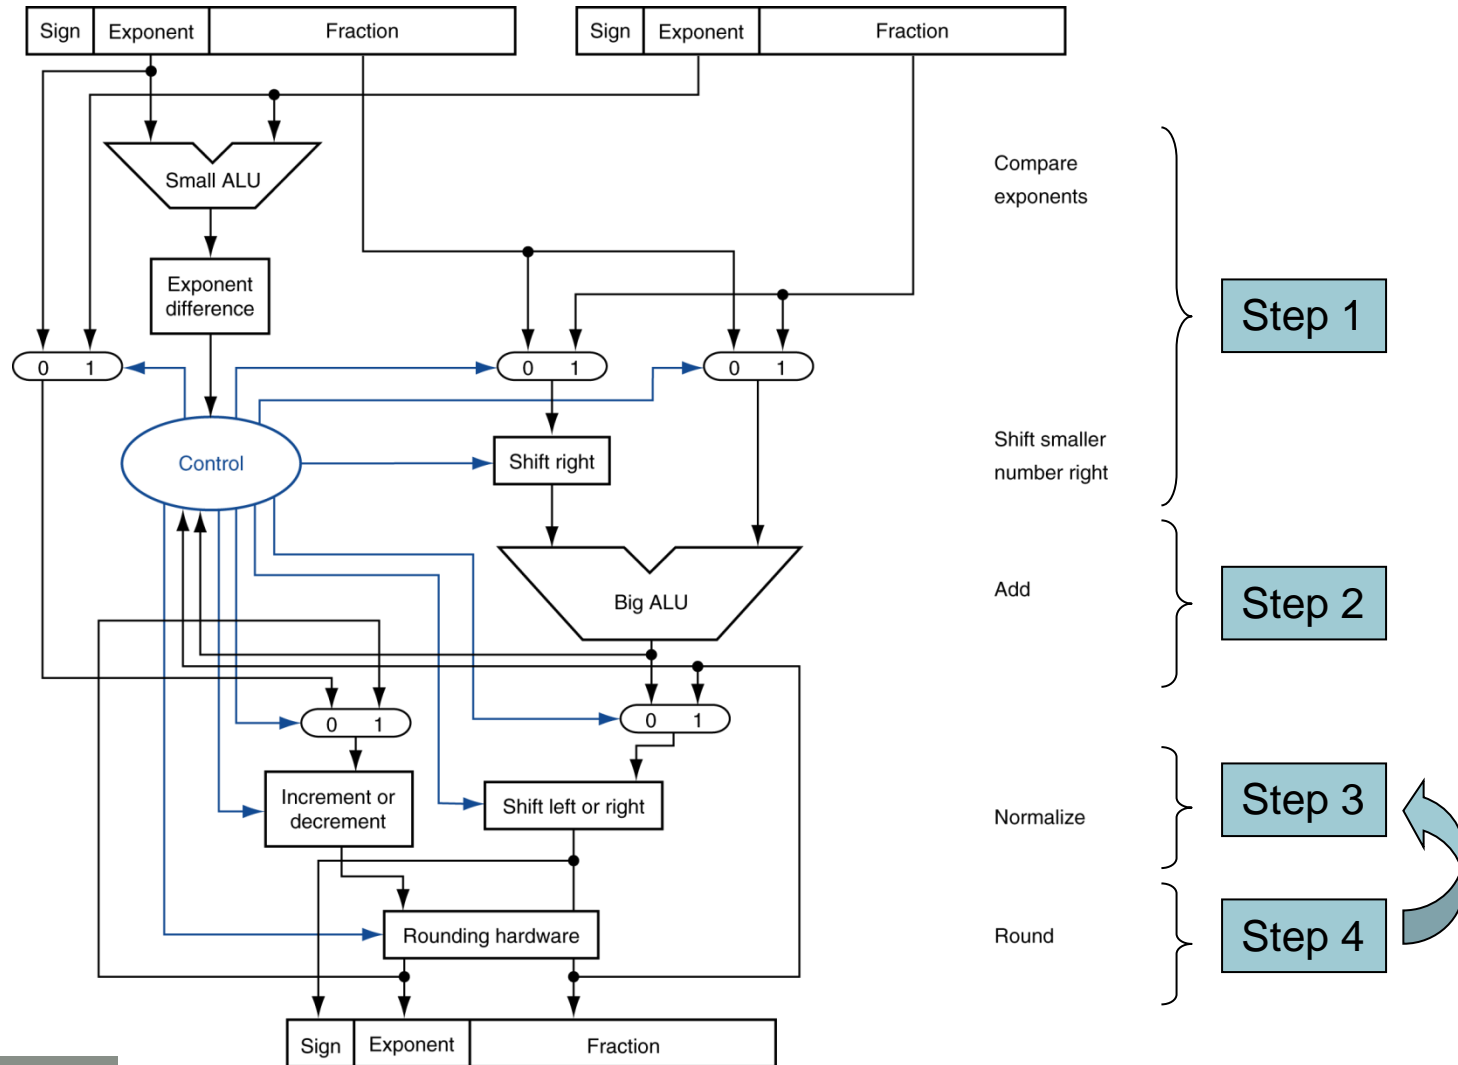 Sign Exponent Fraction
Sign Exponent Fraction
Small ALU
Compare
exponents
Exponent
difference
Step 1
0 1
0 1
0 1
Control
Shift right
Shift smaller
number right
Big ALU
Add
Step 2
0 1
0 1
Increment or
decrement
Shift left or right
Normalize
Step 3
Rounding hardware
Round
Step 4
Sign Exponent Fraction